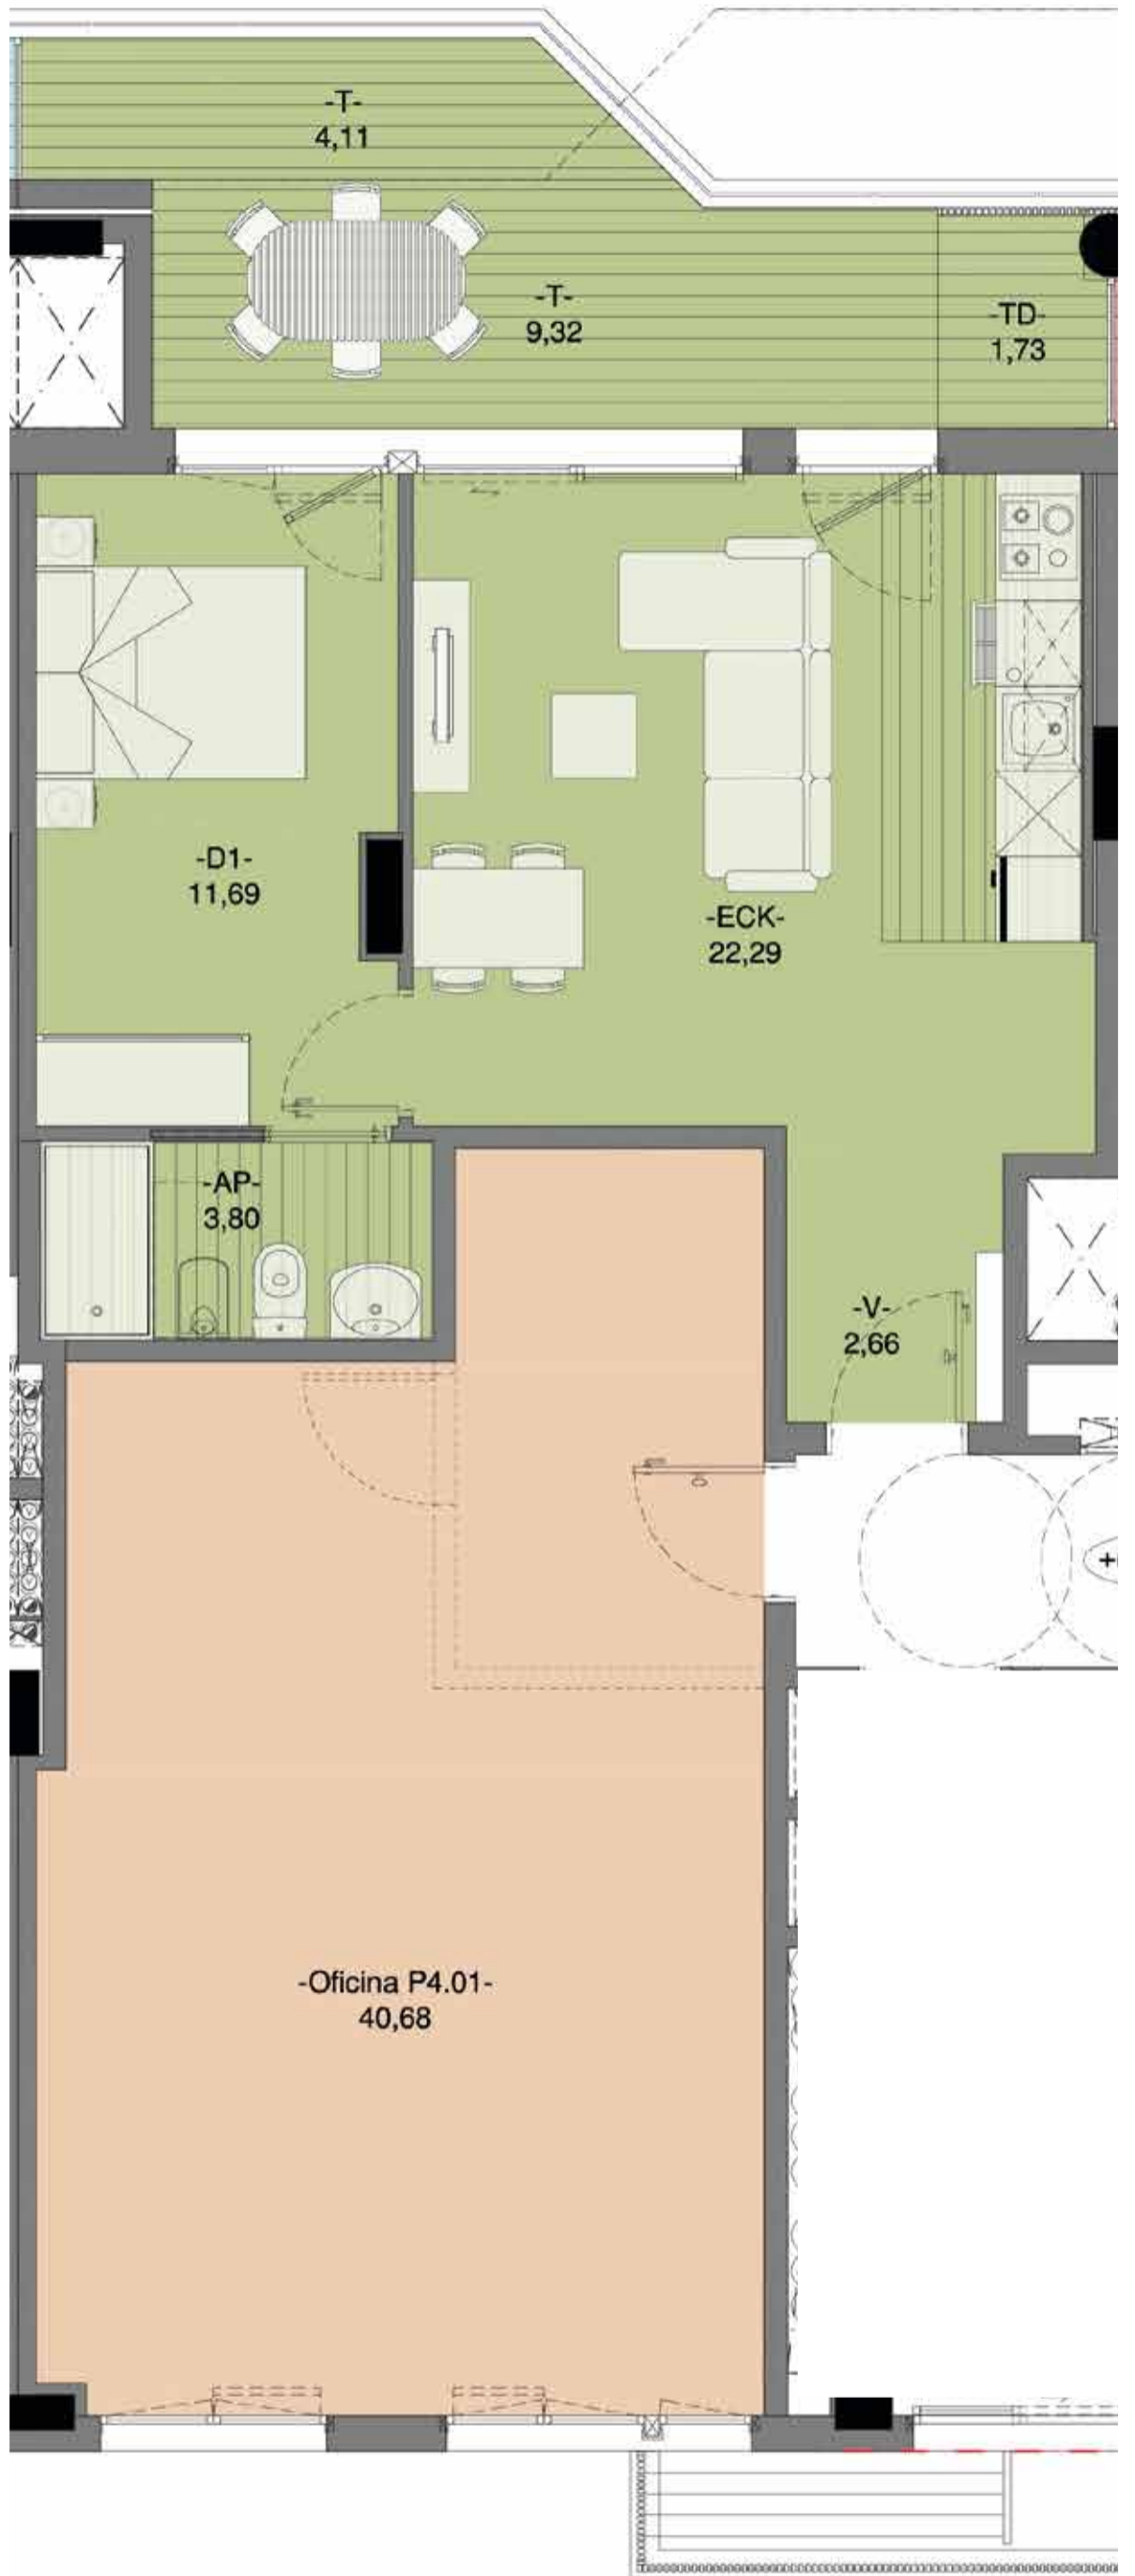 -T-
4,11
-T-
9,32
-TD-
1,73
-D1-
11,69
-ECK-
22,29
-AP-
3,80
-V-
2,66
-Oficina P4.01-
40,68